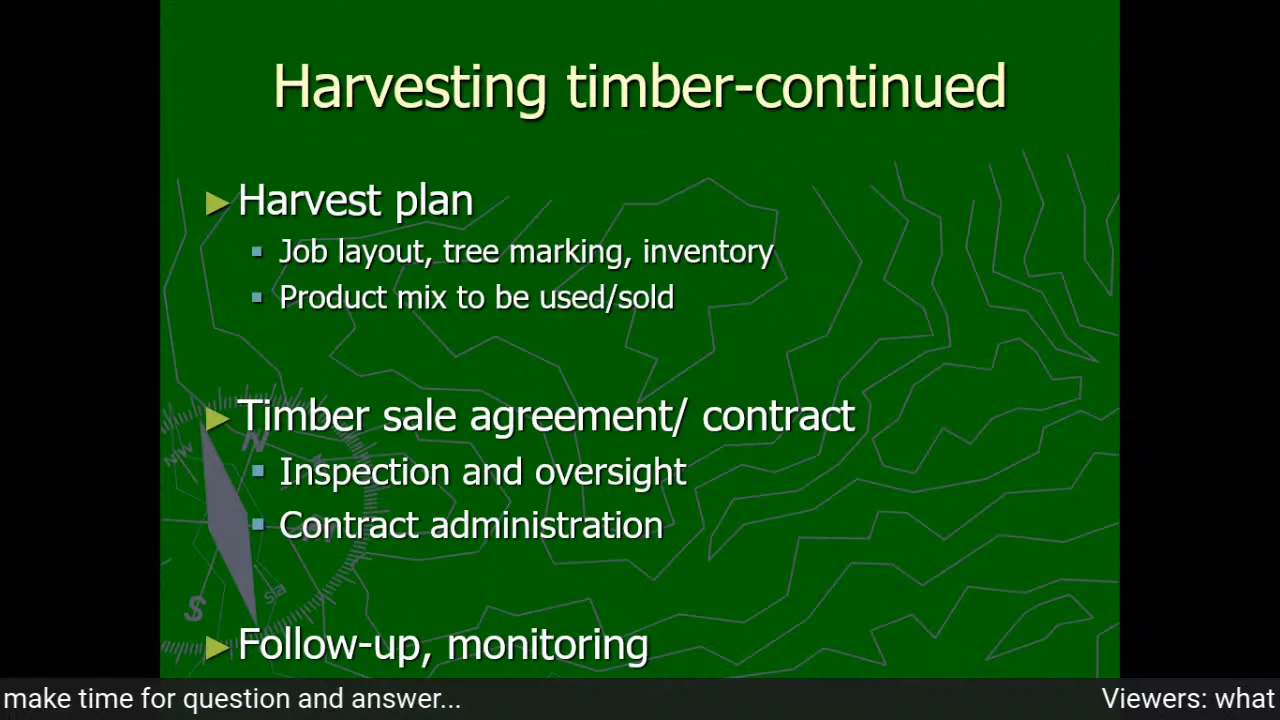 Harvesting timber-continued
Harvest plan
Job layout, tree marking, inventory
Product mix to be used/sold
Timber sale agreement/ contract
Inspection and oversight
Contract administration
Follow-up, monitoring
N
NW
S
make time for question and answer...
Viewers: what